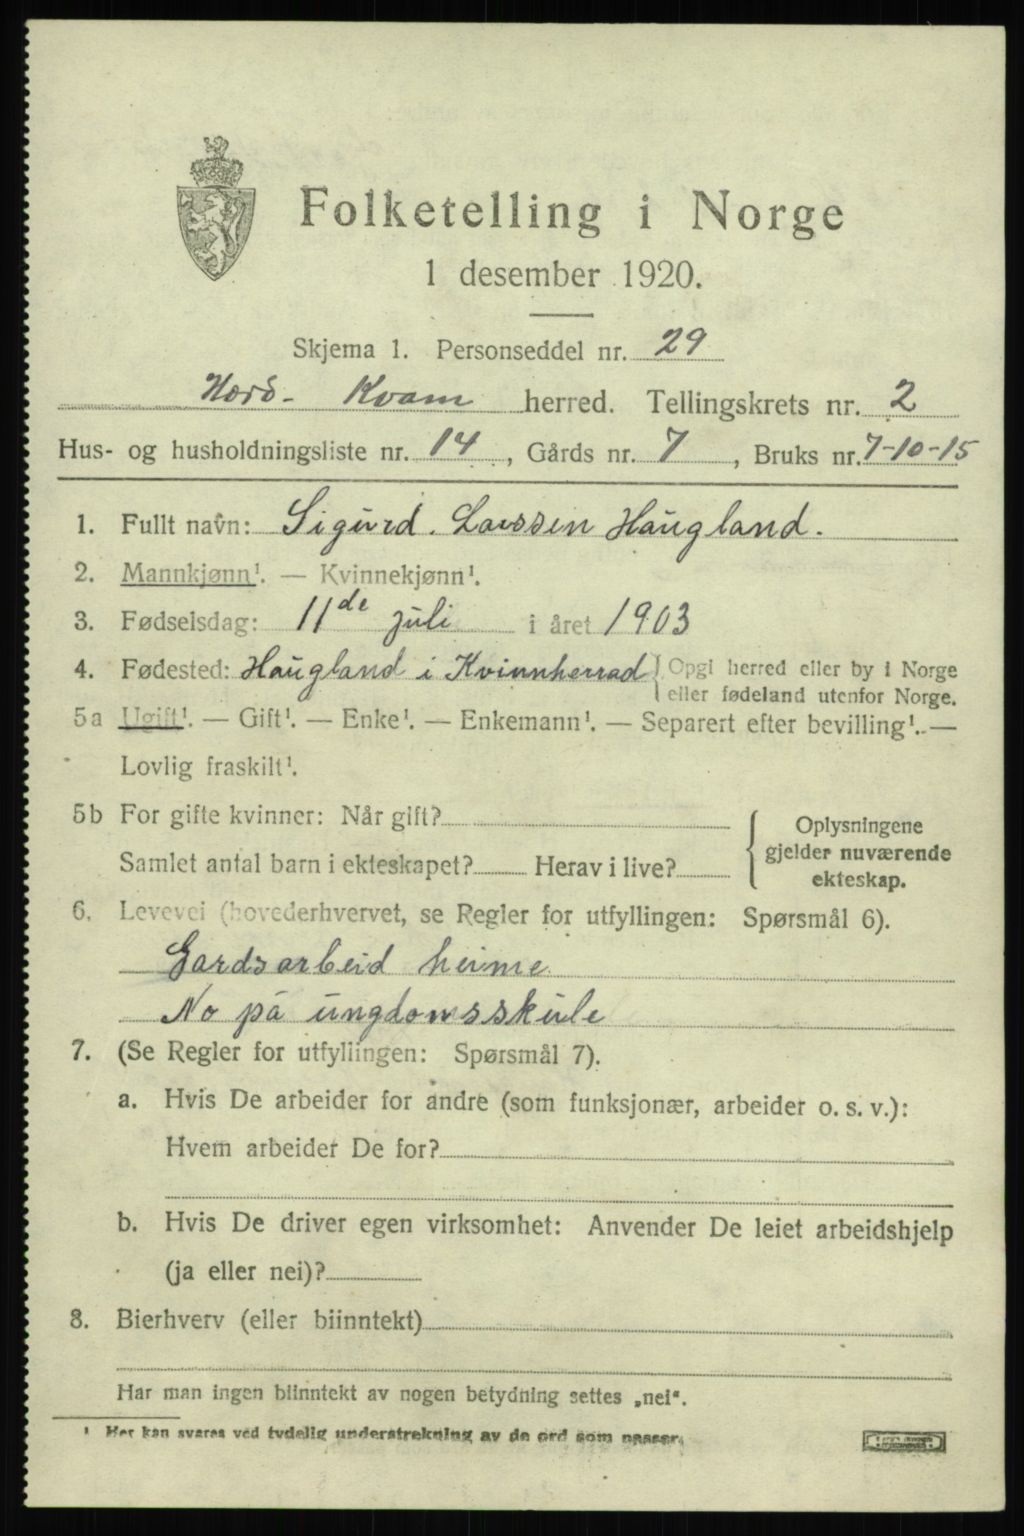 Folketelling i Norge
1 desember 1920.
Skjema 1. Personseddel nr. 29
Hord- Kvam herred. Tellingskrets nr. 2
Hus- og husholdningsliste nr. 14, Gårds nr. 7, Bruks nr. 7-10-15
1. Fullt navn: Sigurd. Larssen Haugland.
2. Mannkjønn¹. — Kvinnekjønn¹.
3. Fødselsdag: 11de juli i året 1903
4. Fødested: Haugland i Kvinnherrad { Opgi herred eller by i Norge
eller fødeland utenfor Norge.
5a Ugift¹. — Gift¹. — Enke¹. — Enkemann¹. — Separert efter bevilling¹. —
Lovlig fraskilt¹.
5b For gifte kvinner: Når gift?
Samlet antal barn i ekteskapet? Herav i live?
Oplysningene
gjelder nuværende
ekteskap.
6. Levevei (hovederhvervet, se Regler for utfyllingen: Spørsmål 6).
Gardsarbeid heime
No på ungdomsskule
7. (Se Regler for utfyllingen: Spørsmål 7).
a. Hvis De arbeider for andre (som funksjonær, arbeider o. s. v.):
Hvem arbeider De for?
b. Hvis De driver egen virksomhet: Anvender De leiet arbeidshjelp
(ja eller nei)?
8. Bierhverv (eller biinntekt)
Har man ingen biinntekt av nogen betydning settes „nei“.
¹ Her kan svares ved tydelig understrekning av de ord som passer.